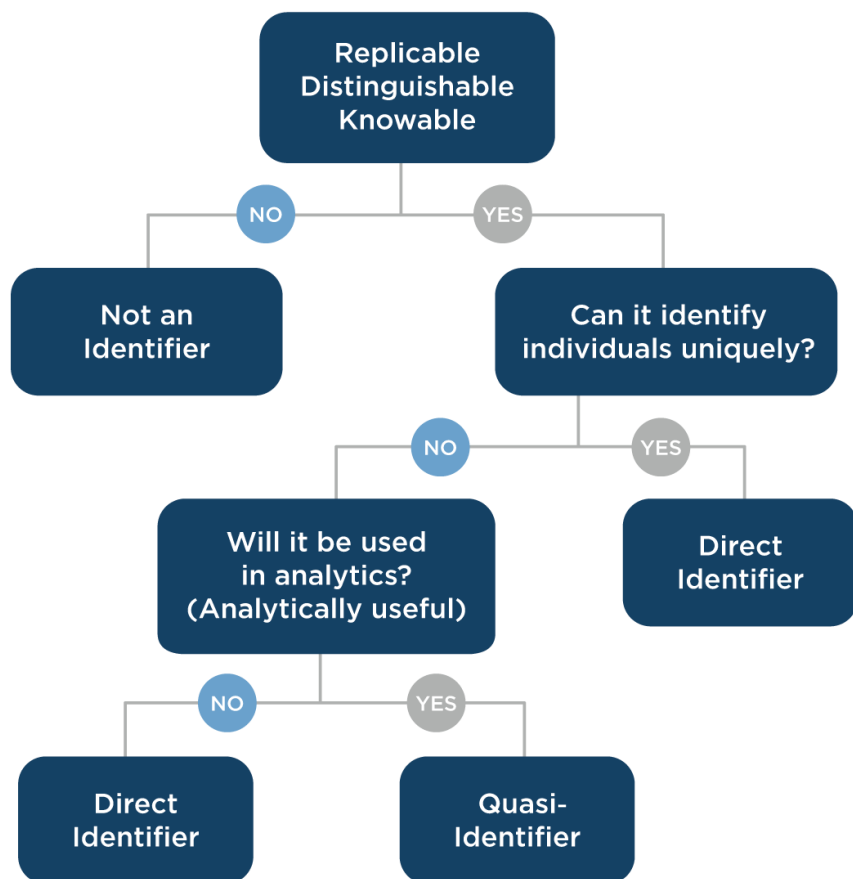 Replicable
Distinguishable
Knowable
NO
YES
Not an
Identifier
Can it identify
individuals uniquely?
NO
YES
Will it be used
in analytics?
(Analytically useful)
Direct
Identifier
NO
YES
Direct
Identifier
Quasi-
Identifier